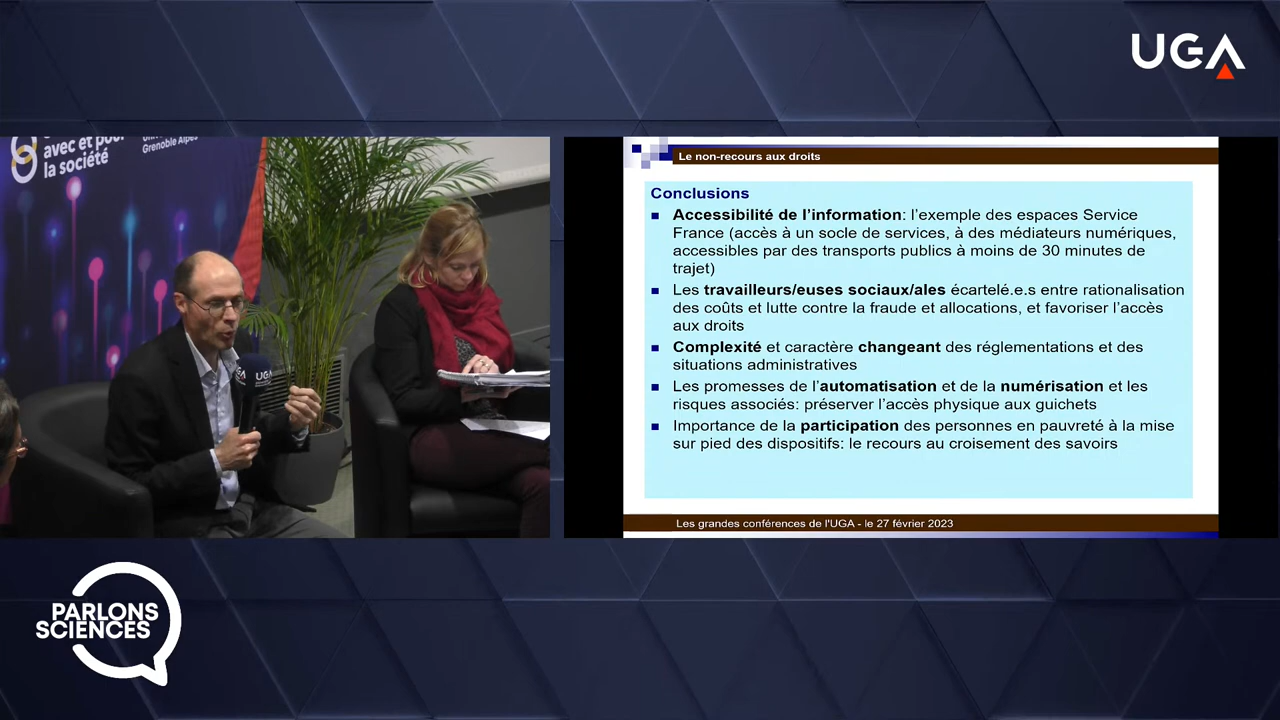 UGA
avec et pour
la société
Grenoble Alpes
UGA
Le non-recours aux droits
Conclusions
Accessibilité de l'information: l'exemple des espaces Service
France (accès à un socle de services, à des médiateurs numériques,
accessibles par des transports publics à moins de 30 minutes de
trajet)
Les travailleurs/euses sociaux/ales écartelé.e.s entre rationalisation
des coûts et lutte contre la fraude et allocations, et favoriser l'accès
aux droits
Complexité et caractère changeant des réglementations et des
situations administratives
Les promesses de l'automatisation et de la numérisation et les
risques associés: préserver l'accès physique aux guichets
Importance de la participation des personnes en pauvreté à la mise
sur pied des dispositifs: le recours au croisement des savoirs
Les grandes conférences de l'UGA - le 27 février 2023
PARLONS
SCIENCES